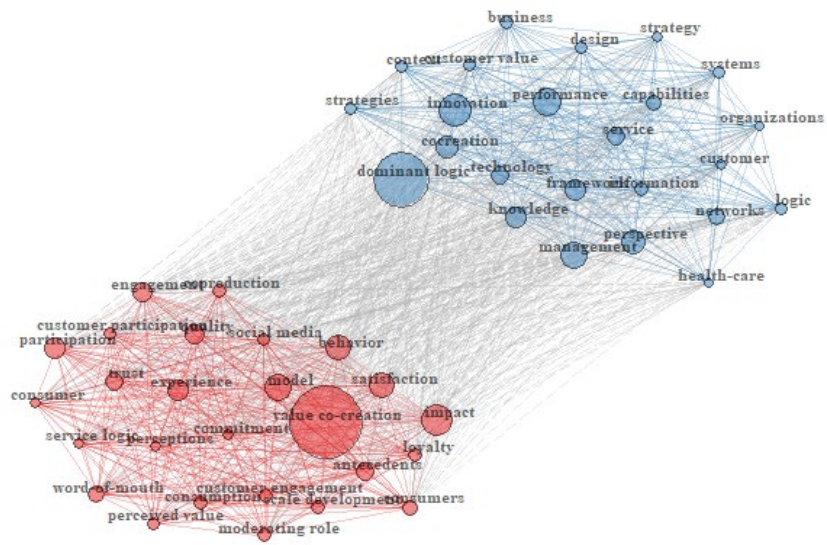 business
strategy
design
context
customer value
systems
strategies
innovation
performance
capabilities
organizations
service
cocreation
customer
dominant logic
technology
framework
information
knowledge
logic
networks
perspective
management
health-care
engagement
coproduction
customer participation
quality
social media
participation
behavior
trust
experience
model
satisfaction
consumer
value co-creation
impact
service logic
perceptions
commitment
loyalty
antecedents
word-of-mouth
customer engagement
consumption
scale development
consumers
perceived value
moderating role